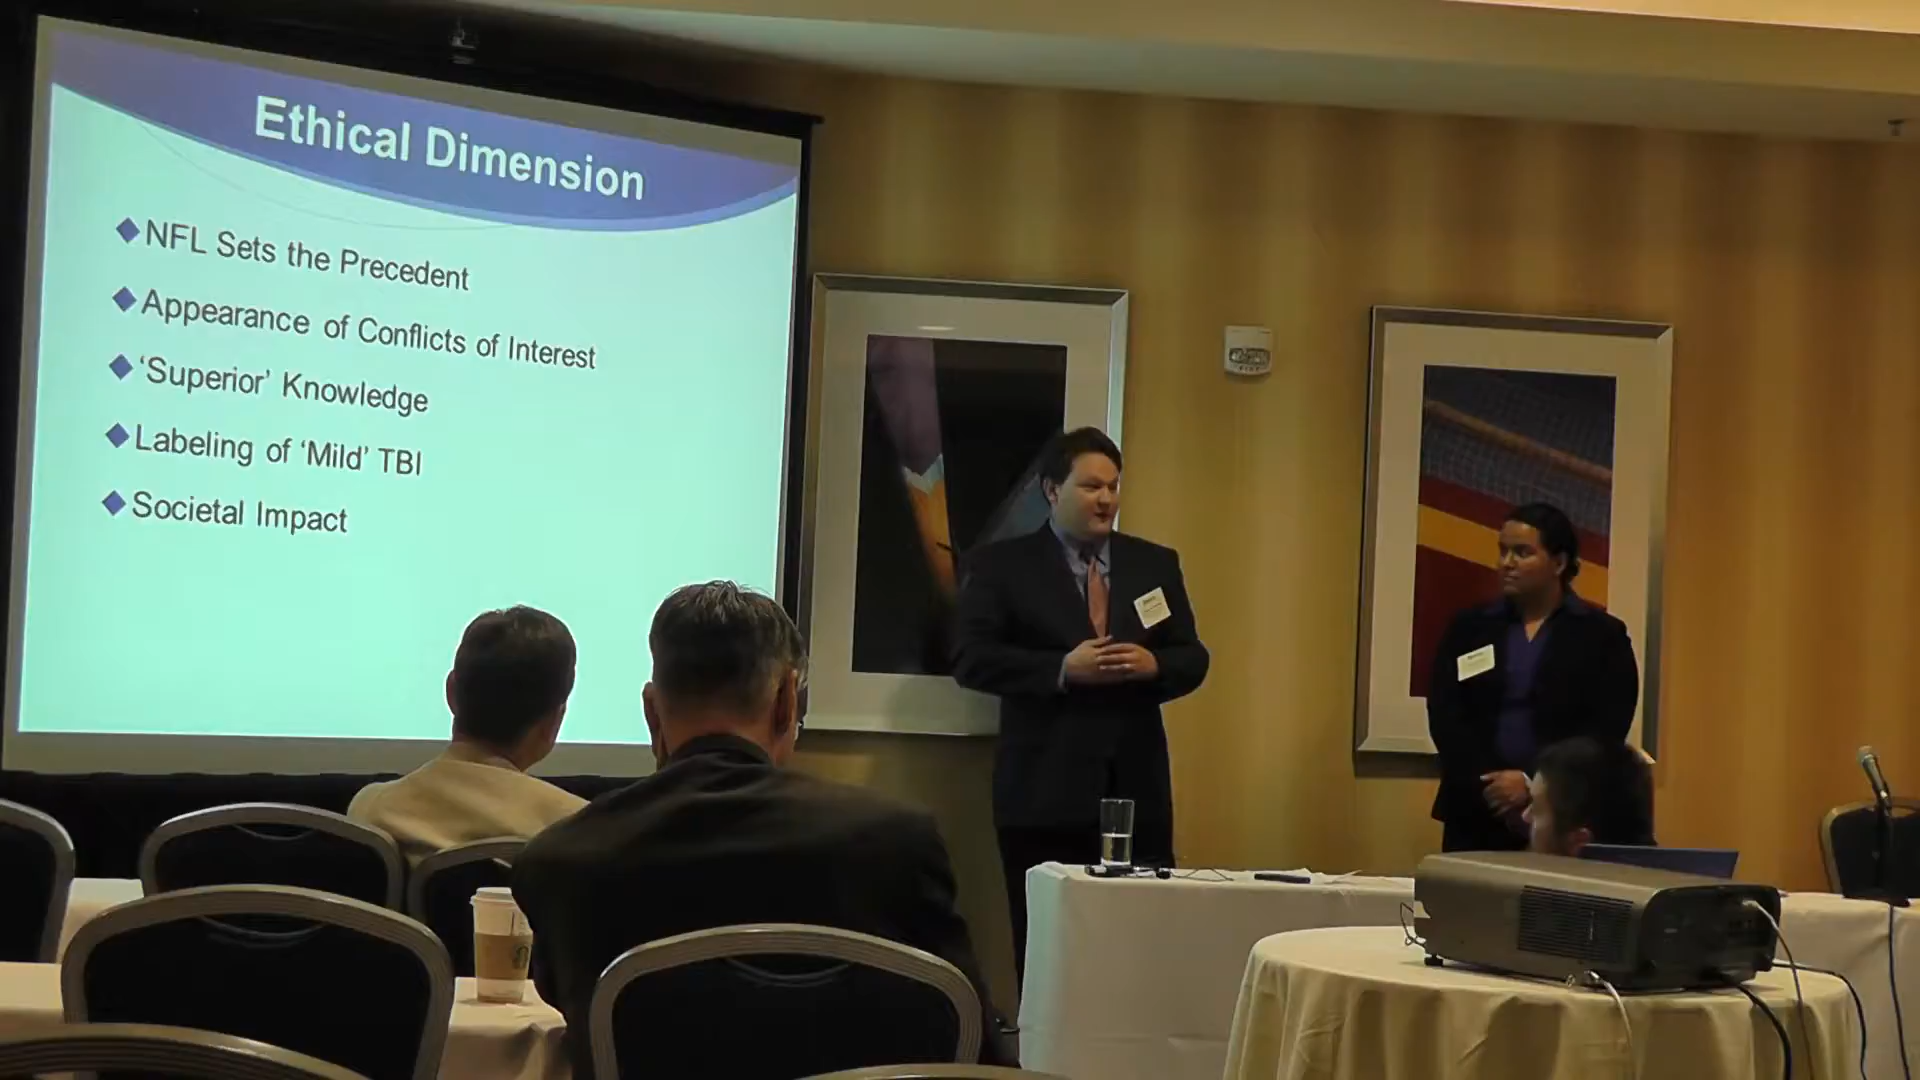 Ethical Dimension
NFL Sets the Precedent
Appearance of Conflicts of Interest
‘Superior’ Knowledge
Labeling of ‘Mild’ TBI
Societal Impact